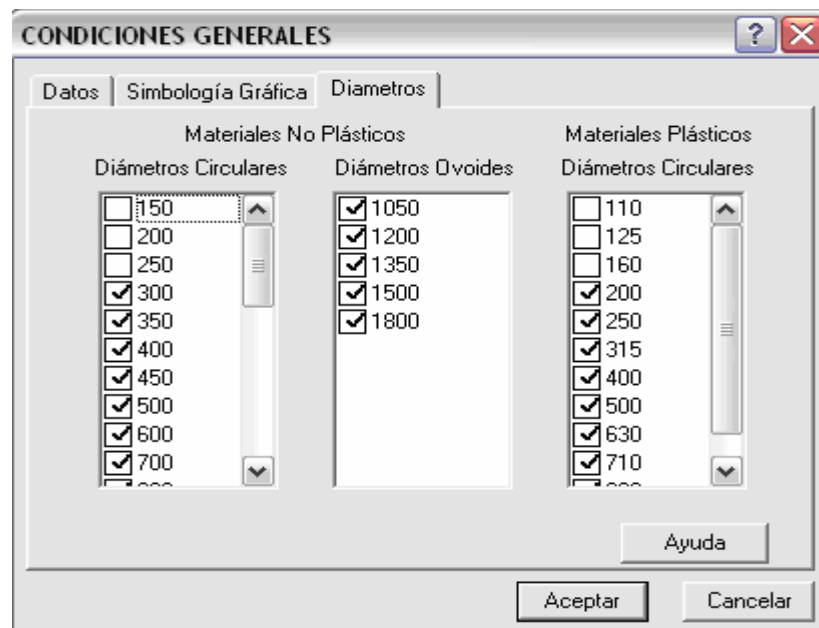 CONDICIONES GENERALES
Datos
Simbología Gráfica
Diametros
Materiales No Plásticos
Materiales Plásticos
Diámetros Circulares
Diámetros Ovoides
Diámetros Circulares
150
200
250
300
350
400
450
500
600
700
1050
1200
1350
1500
1800
110
125
160
200
250
315
400
500
630
710
Ayuda
Aceptar
Cancelar